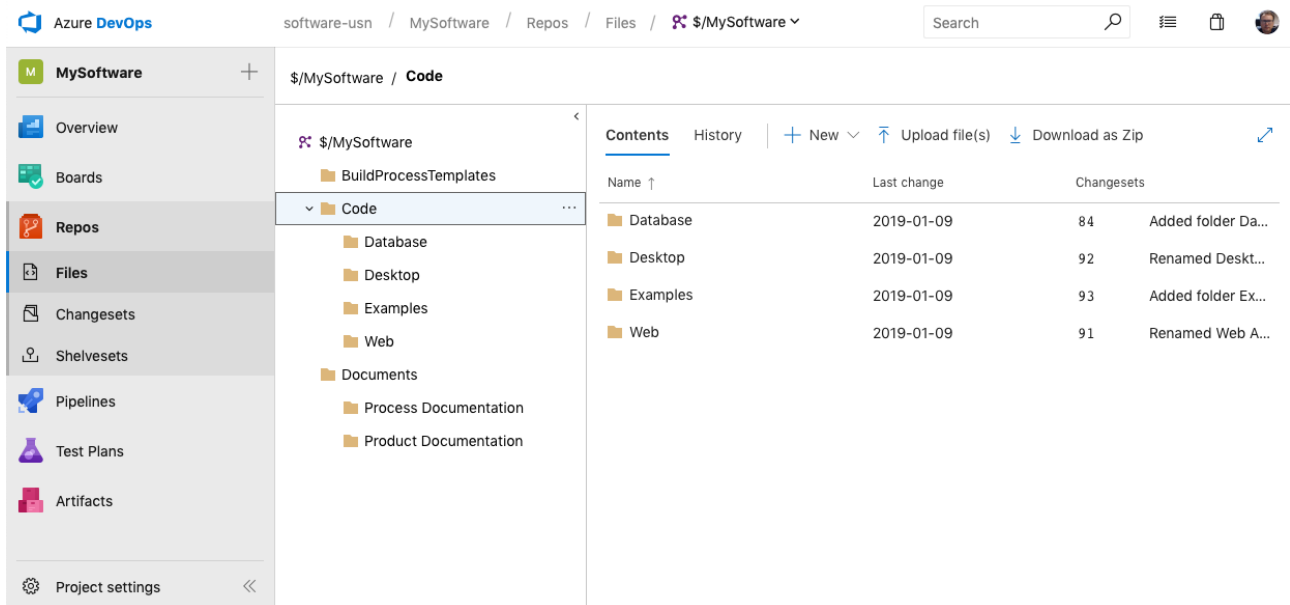 Azure DevOps
software-usn / MySoftware / Repos / Files / $/MySoftware
Search
M MySoftware
Overview
Boards
Repos
Files
Changesets
Shelvesets
Pipelines
Test Plans
Artifacts
Project settings
$/MySoftware / Code
$/MySoftware
BuildProcessTemplates
Code ...
Database
Desktop
Examples
Web
Documents
Process Documentation
Product Documentation
Contents History New Upload file(s) Download as Zip
Name ↑ Last change Changesets
Database 2019-01-09 84 Added folder Da...
Desktop 2019-01-09 92 Renamed Deskt...
Examples 2019-01-09 93 Added folder Ex...
Web 2019-01-09 91 Renamed Web A...